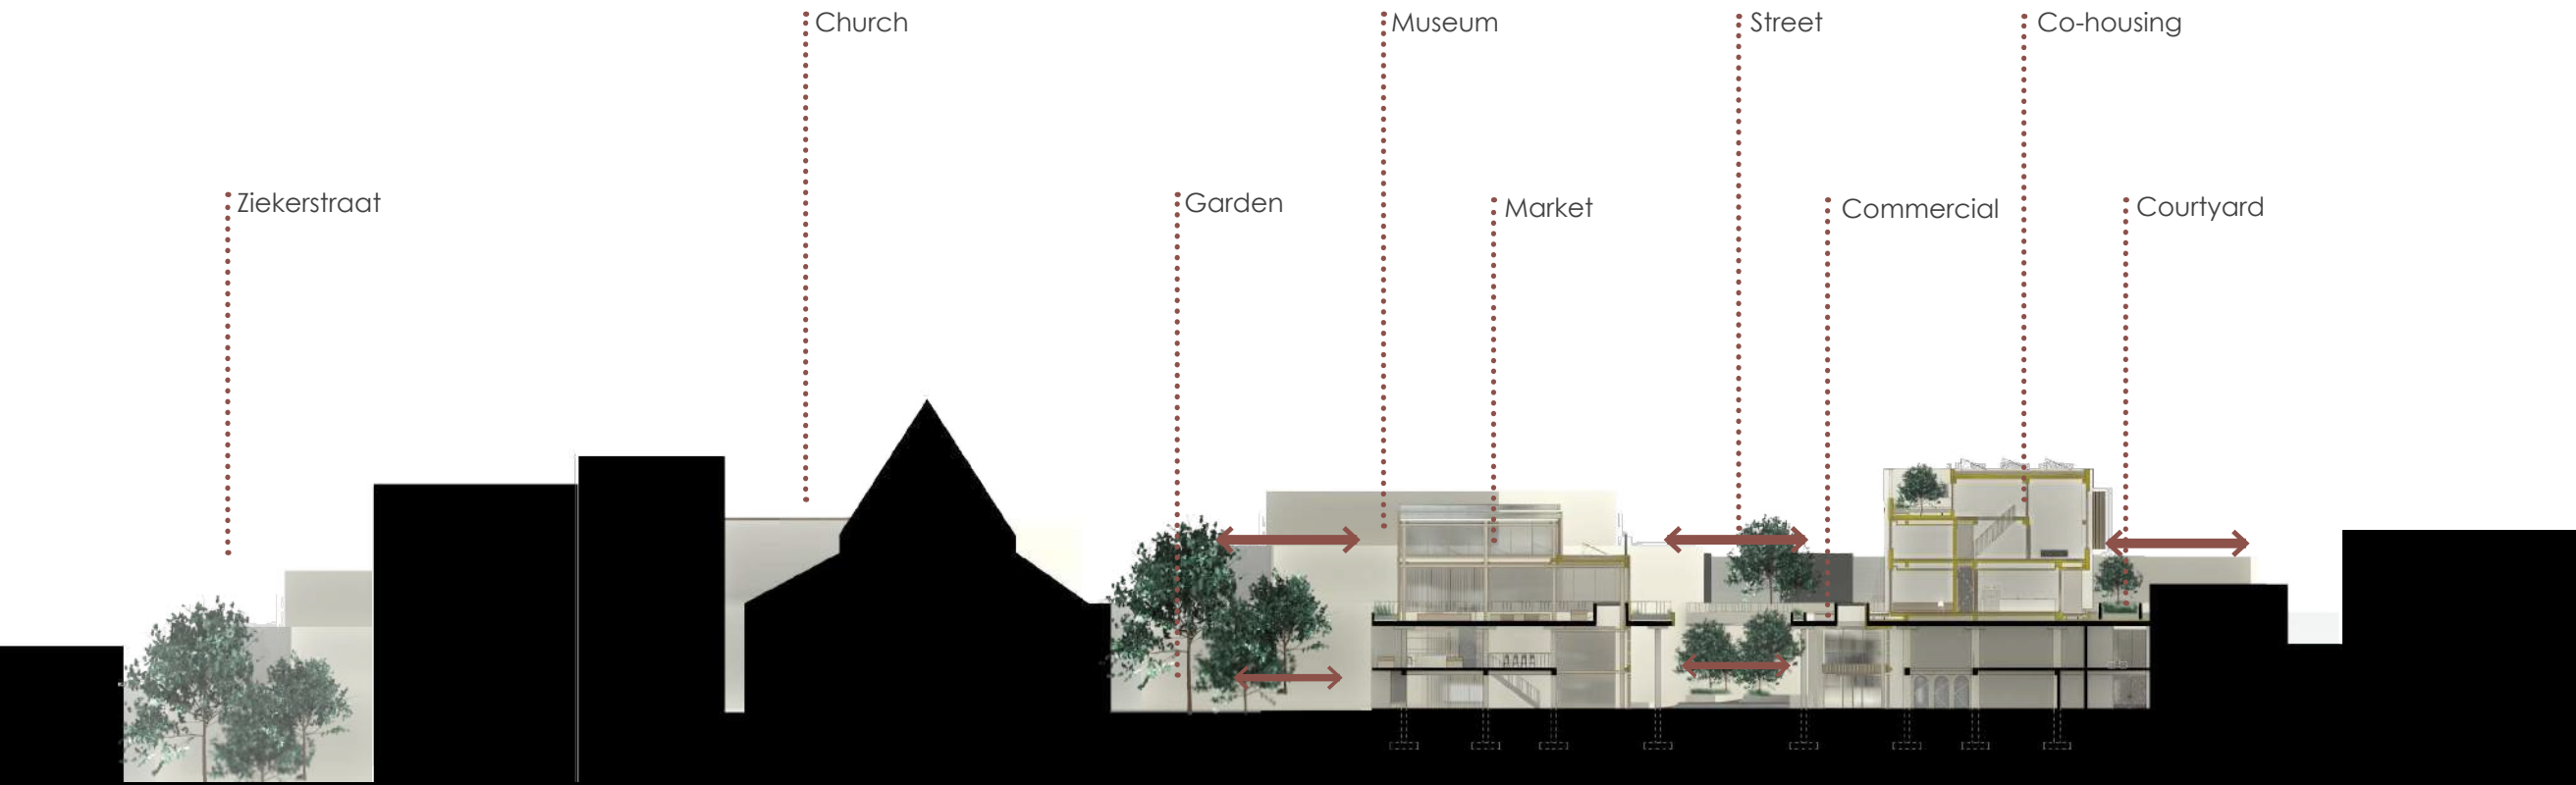 Church
Museum
Street
Co-housing
Ziekerstraat
Garden
Market
Commercial
Courtyard